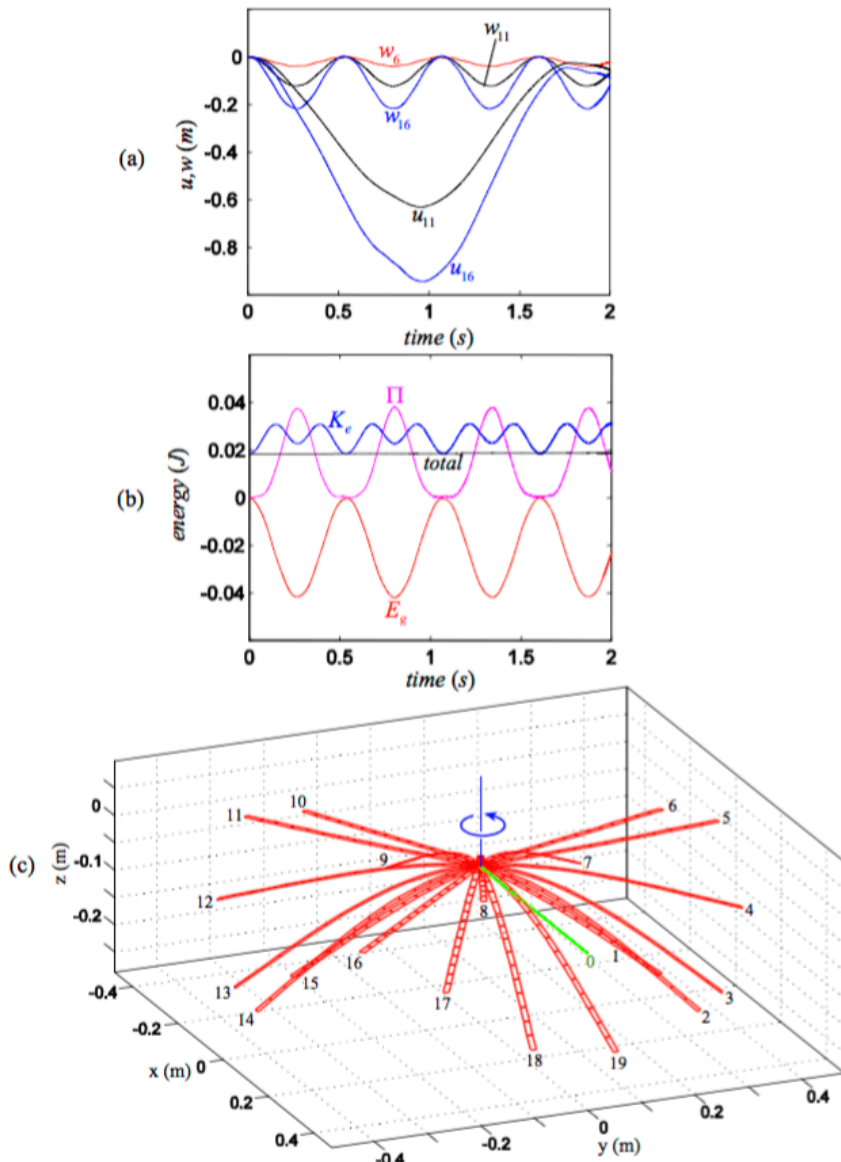 0
-0.2
-0.4
-0.6
-0.8
u,w (m)
(a)
w₆
w₁₁
w₁₆
u₁₁
u₁₆
0 0.5 1 1.5 2
time (s)
0.04
0.02
0
-0.02
-0.04
energy (J)
(b)
Π
Kₑ
total
E_g
0 0.5 1 1.5 2
time (s)
(c)
z (m)
0
-0.1
-0.2
-0.3
10
11
6
5
9
7
12
8
4
16
0
1
15
13
17
3
14
2
18
19
-0.4
-0.2
0
0.2
0.4
x (m)
-0.4 -0.2 0 0.2 0.4
y (m)